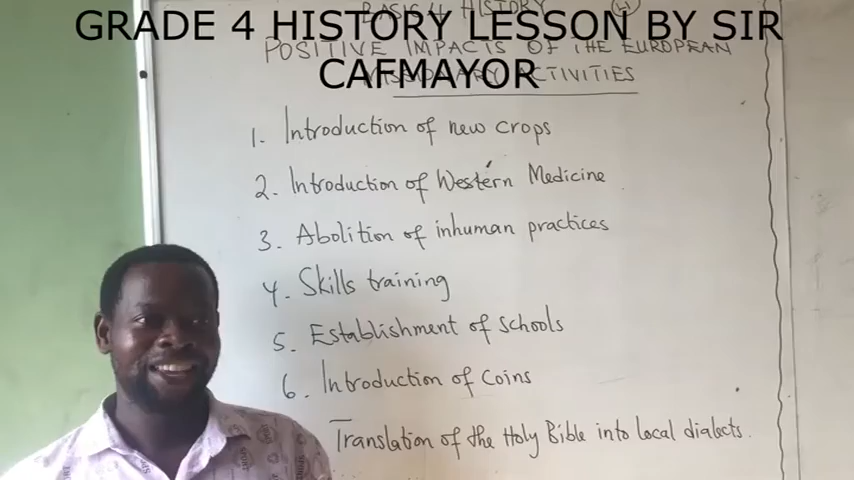 GRADE 4 HISTORY LESSON BY SIR
CAFMAYOR
BASIC 4 HISTORY
POSITIVE IMPACTS OF THE EUROPEAN
MISSIONARY ACTIVITIES
1. Introduction of new crops
2. Introduction of Western Medicine
3. Abolition of inhuman practices
4. Skills training
5. Establishment of schools
6. Introduction of Coins
Translation of the Holy Bible into local dialects.